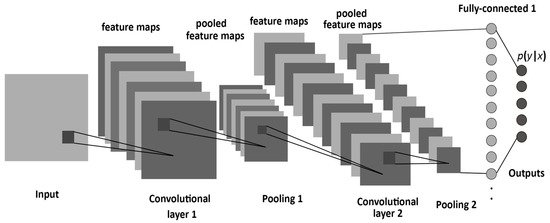 feature maps
pooled
feature maps
feature maps
pooled
feature maps
Fully-connected 1
p(y|x)
Outputs
Input
Convolutional
layer 1
Pooling 1
Convolutional
layer 2
Pooling 2